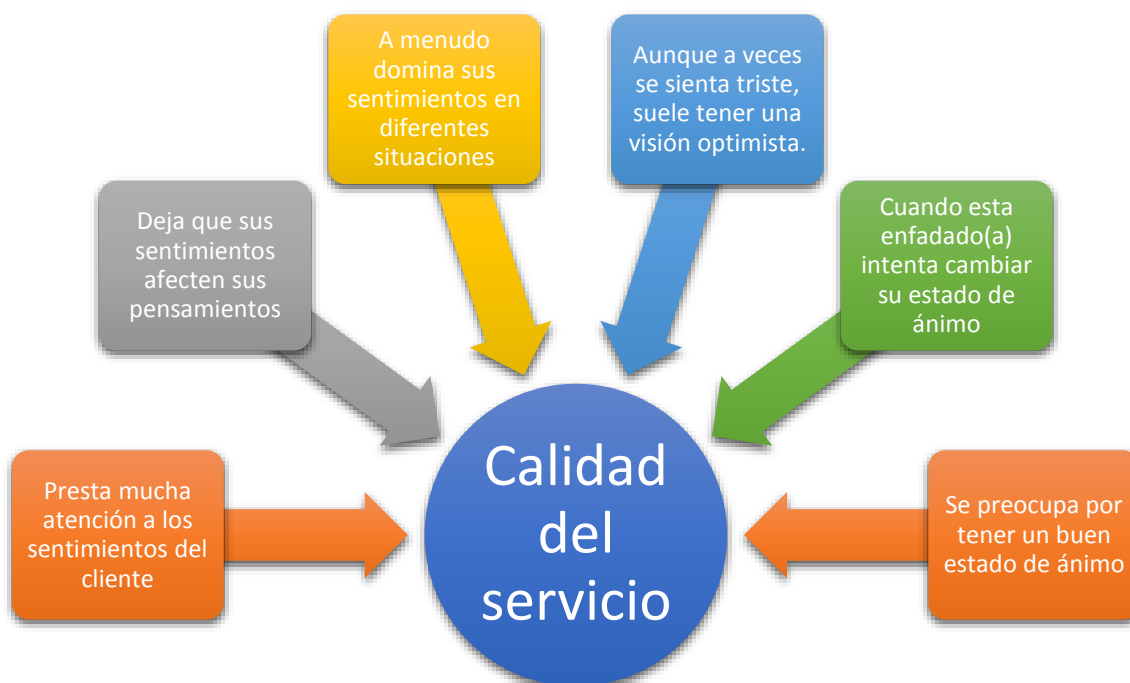 Presta mucha
atención a los
sentimientos del
cliente
Deja que sus
sentimientos
afecten sus
pensamientos
A menudo
domina sus
sentimientos en
diferentes
situaciones
Aunque a veces
se sienta triste,
suele tener una
visión optimista.
Cuando esta
enfadado(a)
intenta cambiar
su estado de
ánimo
Se preocupa por
tener un buen
estado de ánimo
Calidad
del
servicio